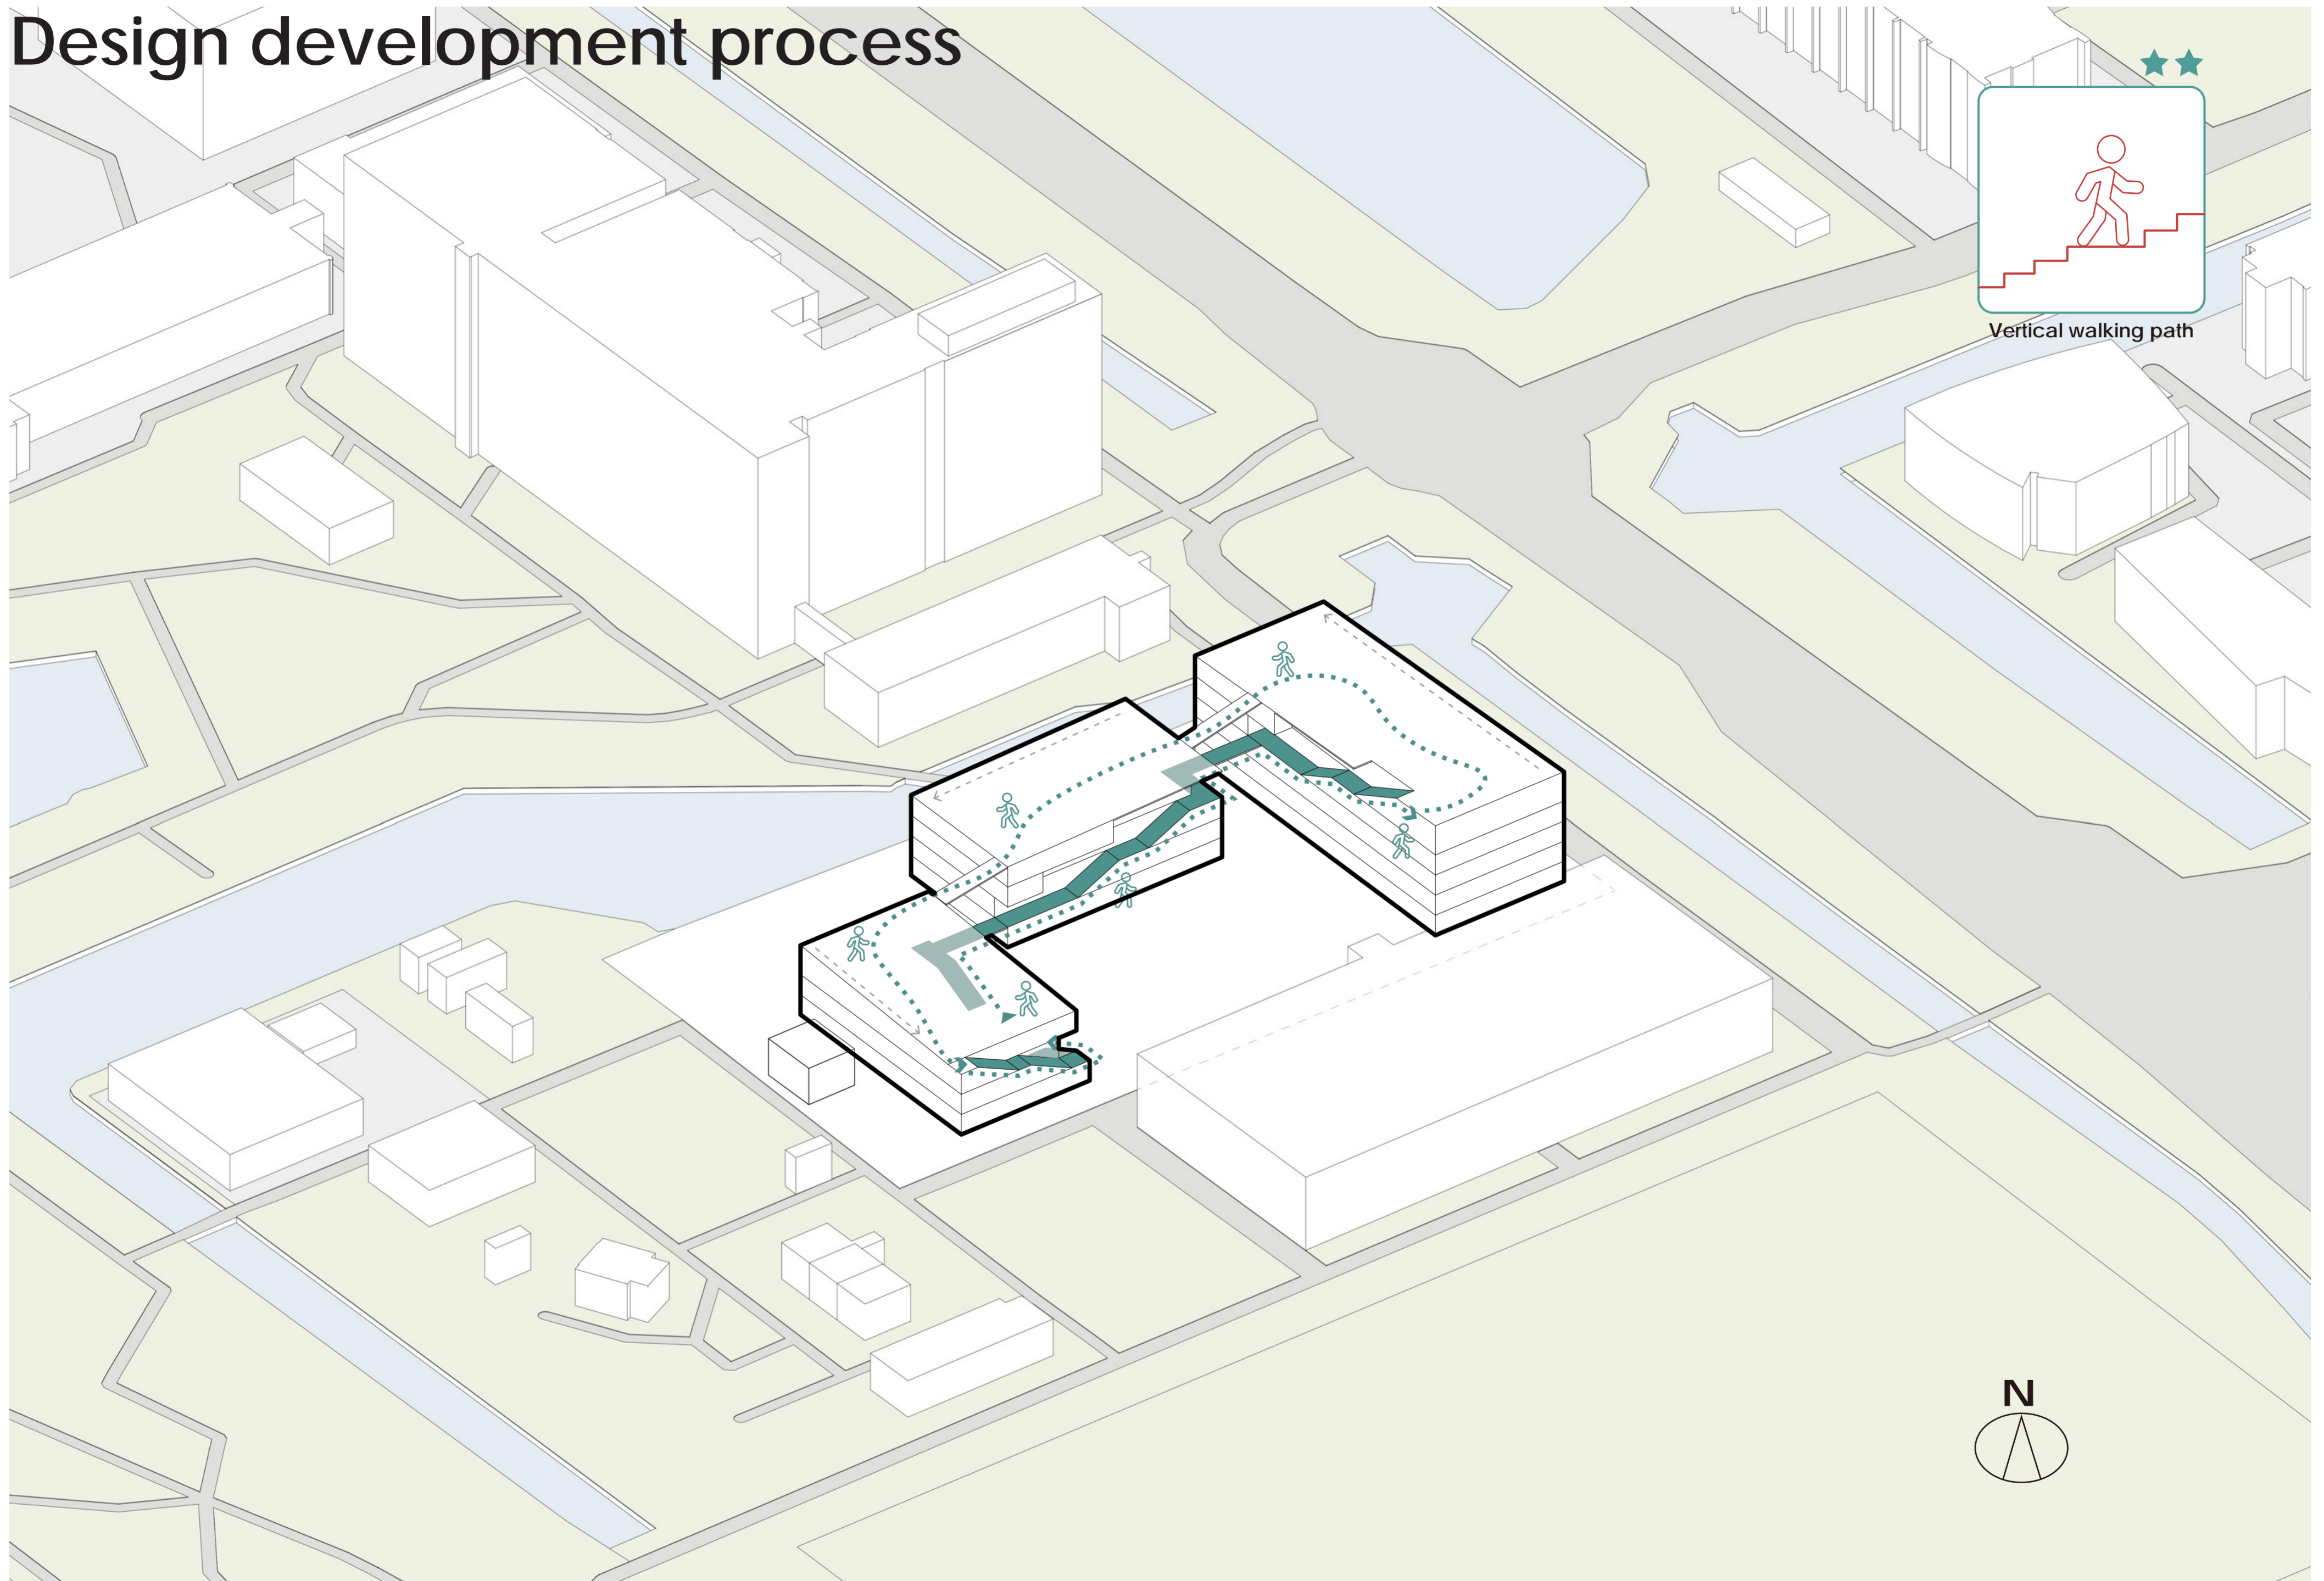 Design development process
Vertical walking path
N